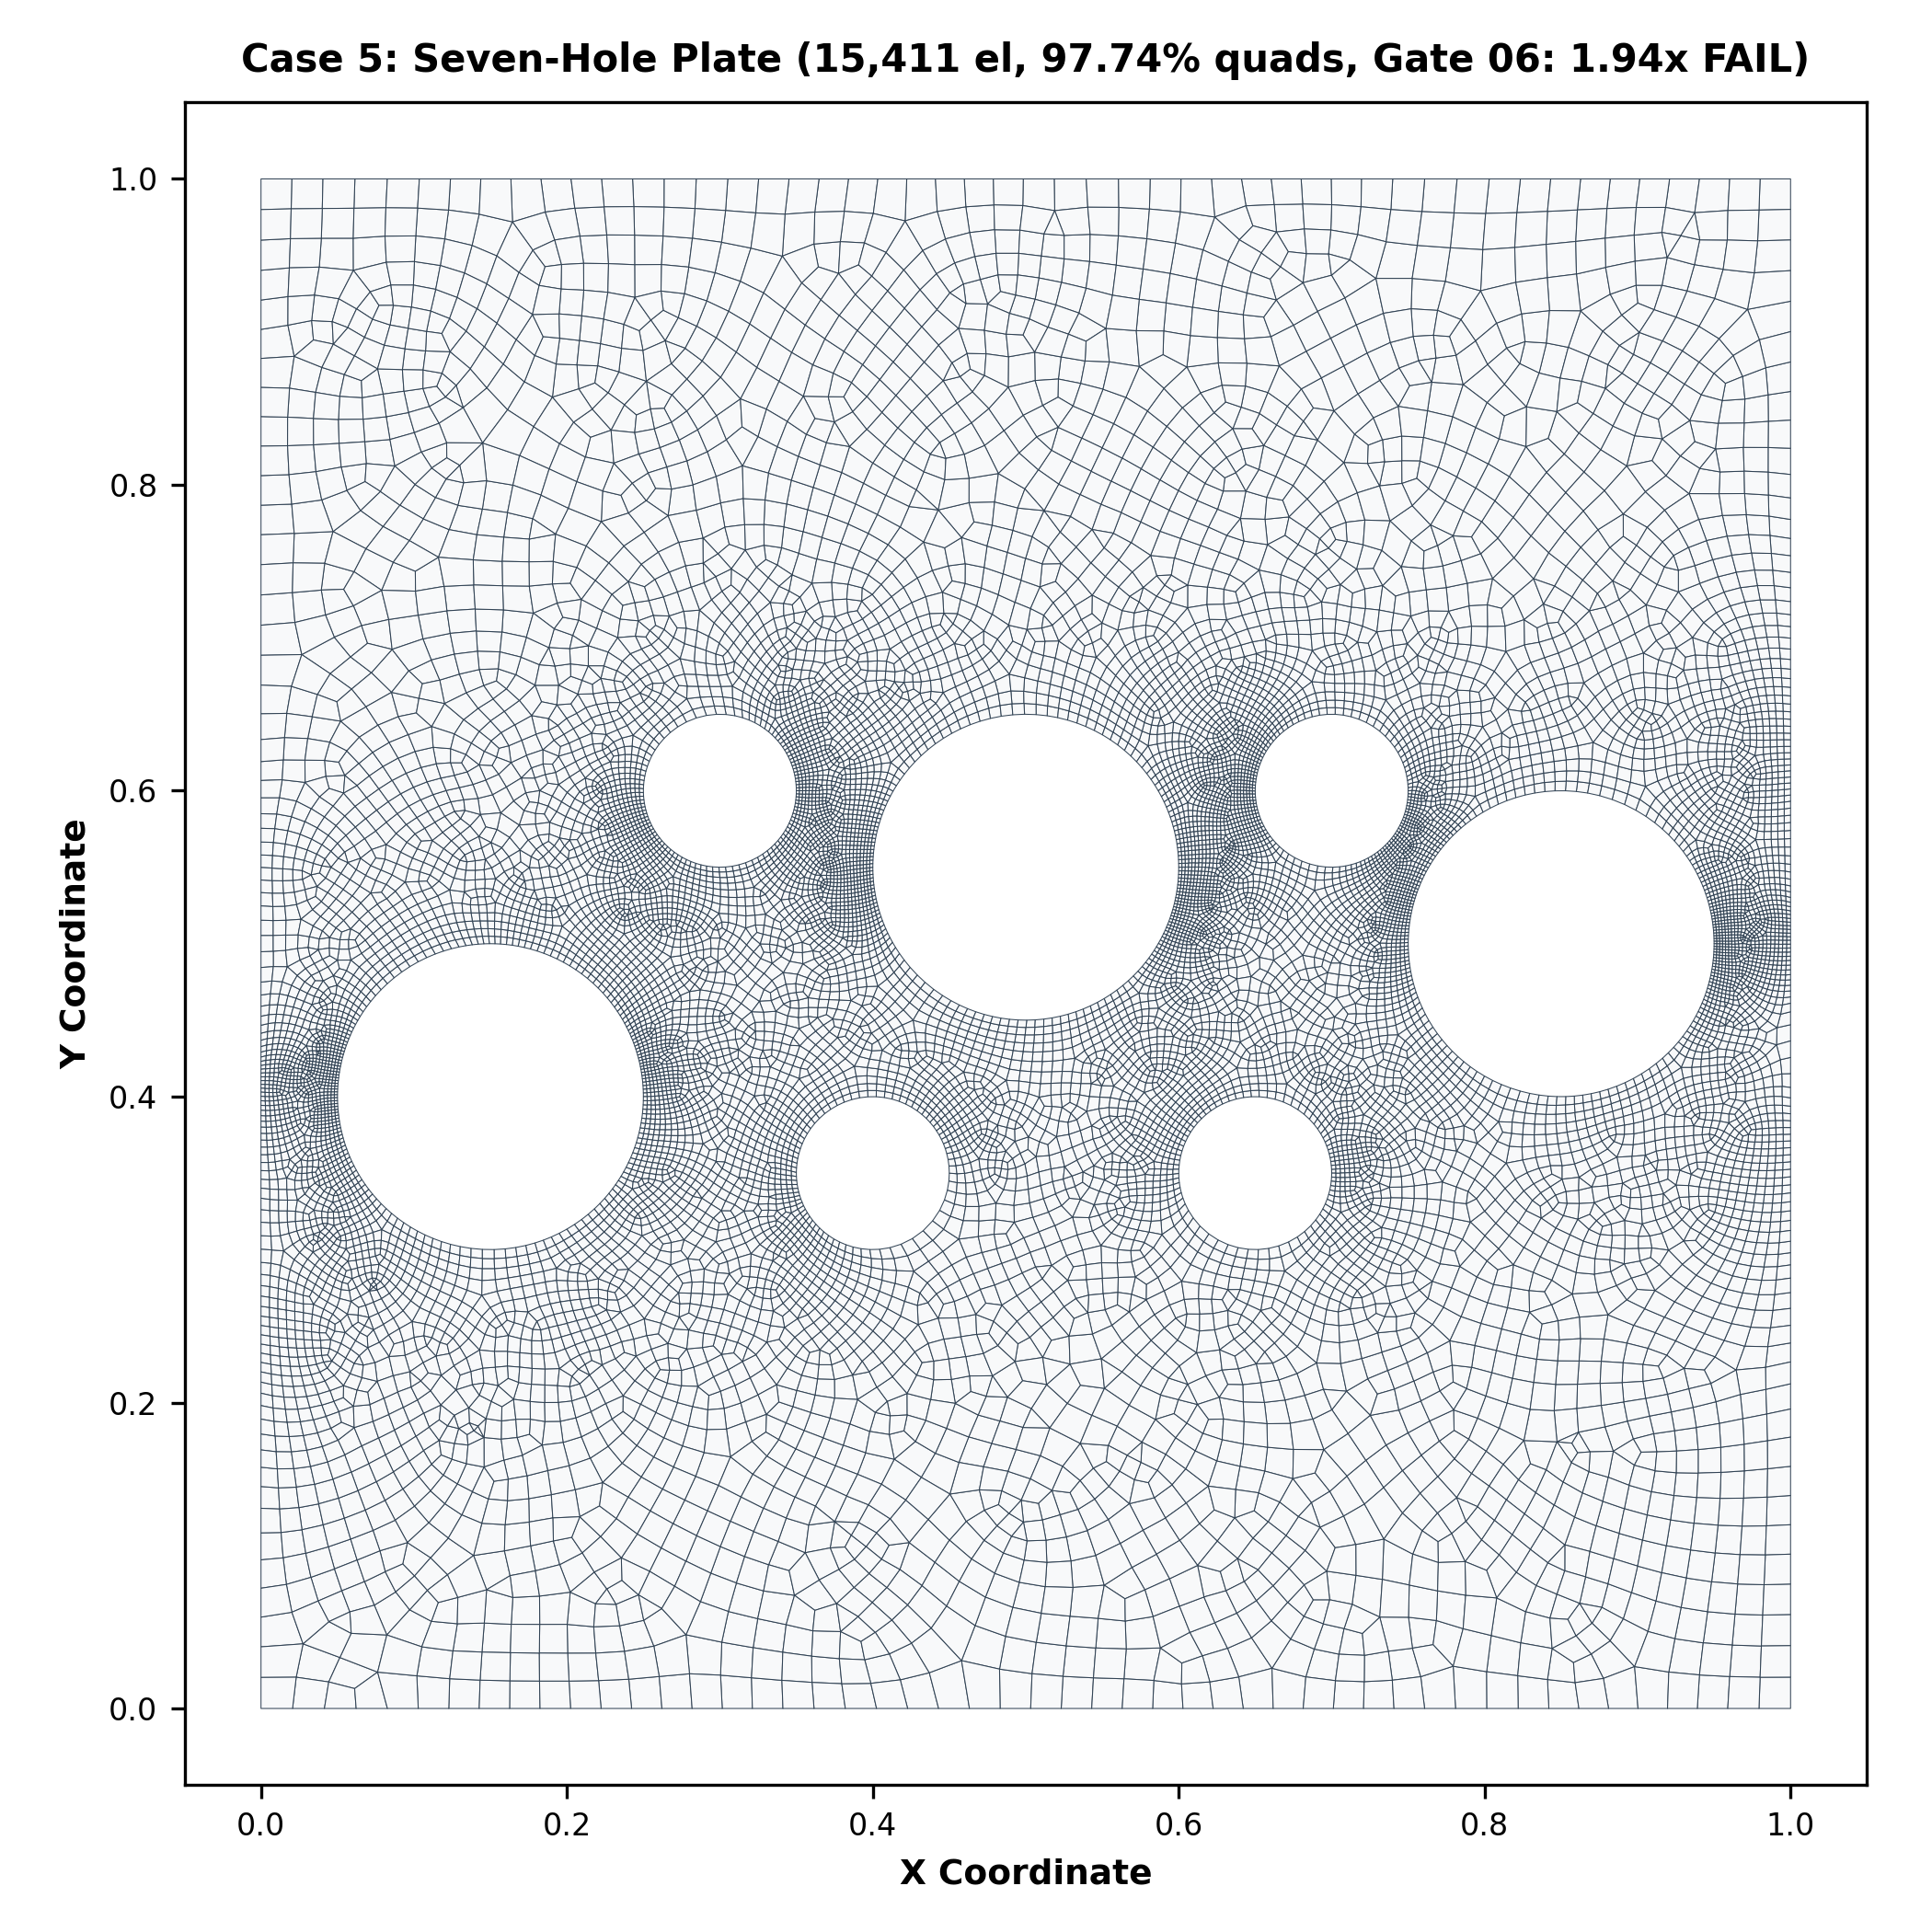 Case 5: Seven-Hole Plate (15,411 el, 97.74% quads, Gate 06: 1.94x FAIL)
1.0
0.8
0.6
0.4
0.2
0.0
Y Coordinate
0.0 0.2 0.4 0.6 0.8 1.0
X Coordinate